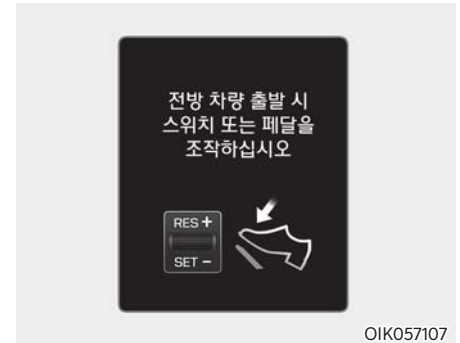 전방 차량 출발 시
스위치 또는 페달을
조작하십시오
RES +
SET -
OIK057107